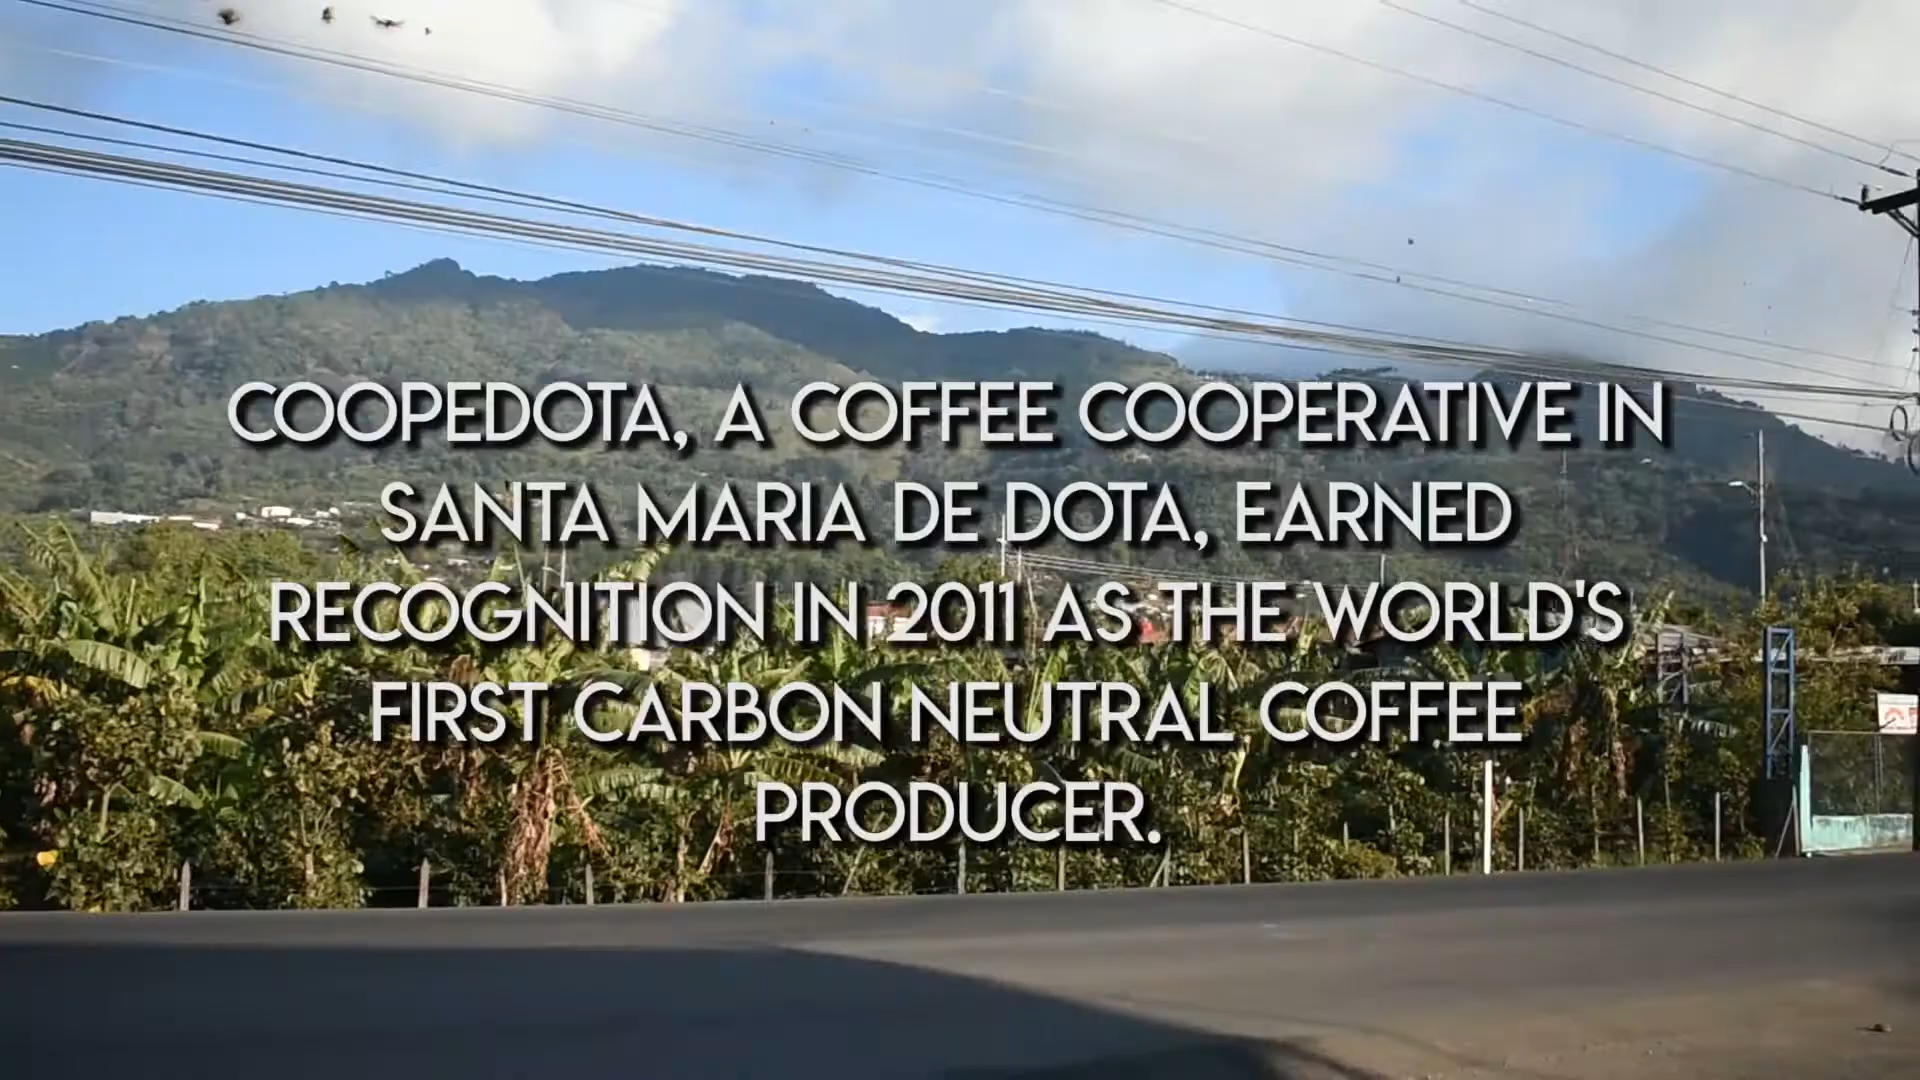 COOPEDOTA, A COFFEE COOPERATIVE IN
SANTA MARIA DE DOTA, EARNED
RECOGNITION IN 2011 AS THE WORLD'S
FIRST CARBON NEUTRAL COFFEE
PRODUCER.